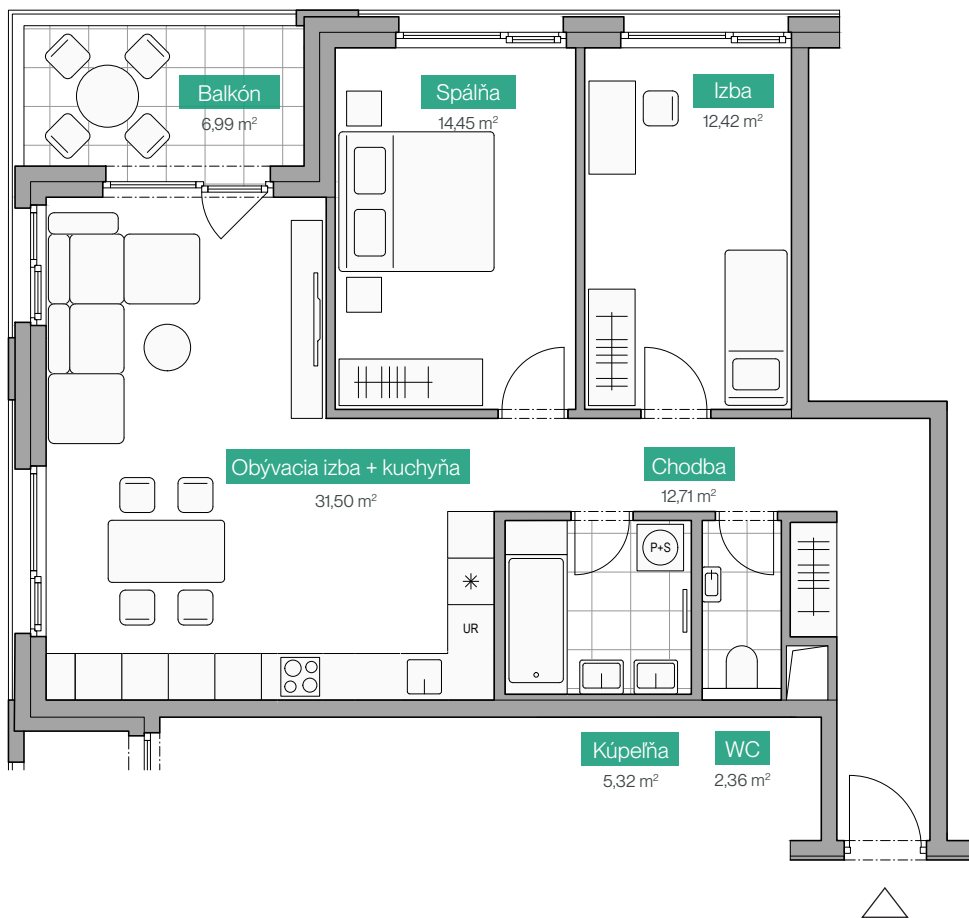 Balkón
6,99 m²
Spálňa
14,45 m²
Izba
12,42 m²
Obývacia izba + kuchyňa
31,50 m²
Chodba
12,71 m²
P+S
UR
Kúpeľňa
5,32 m²
WC
2,36 m²